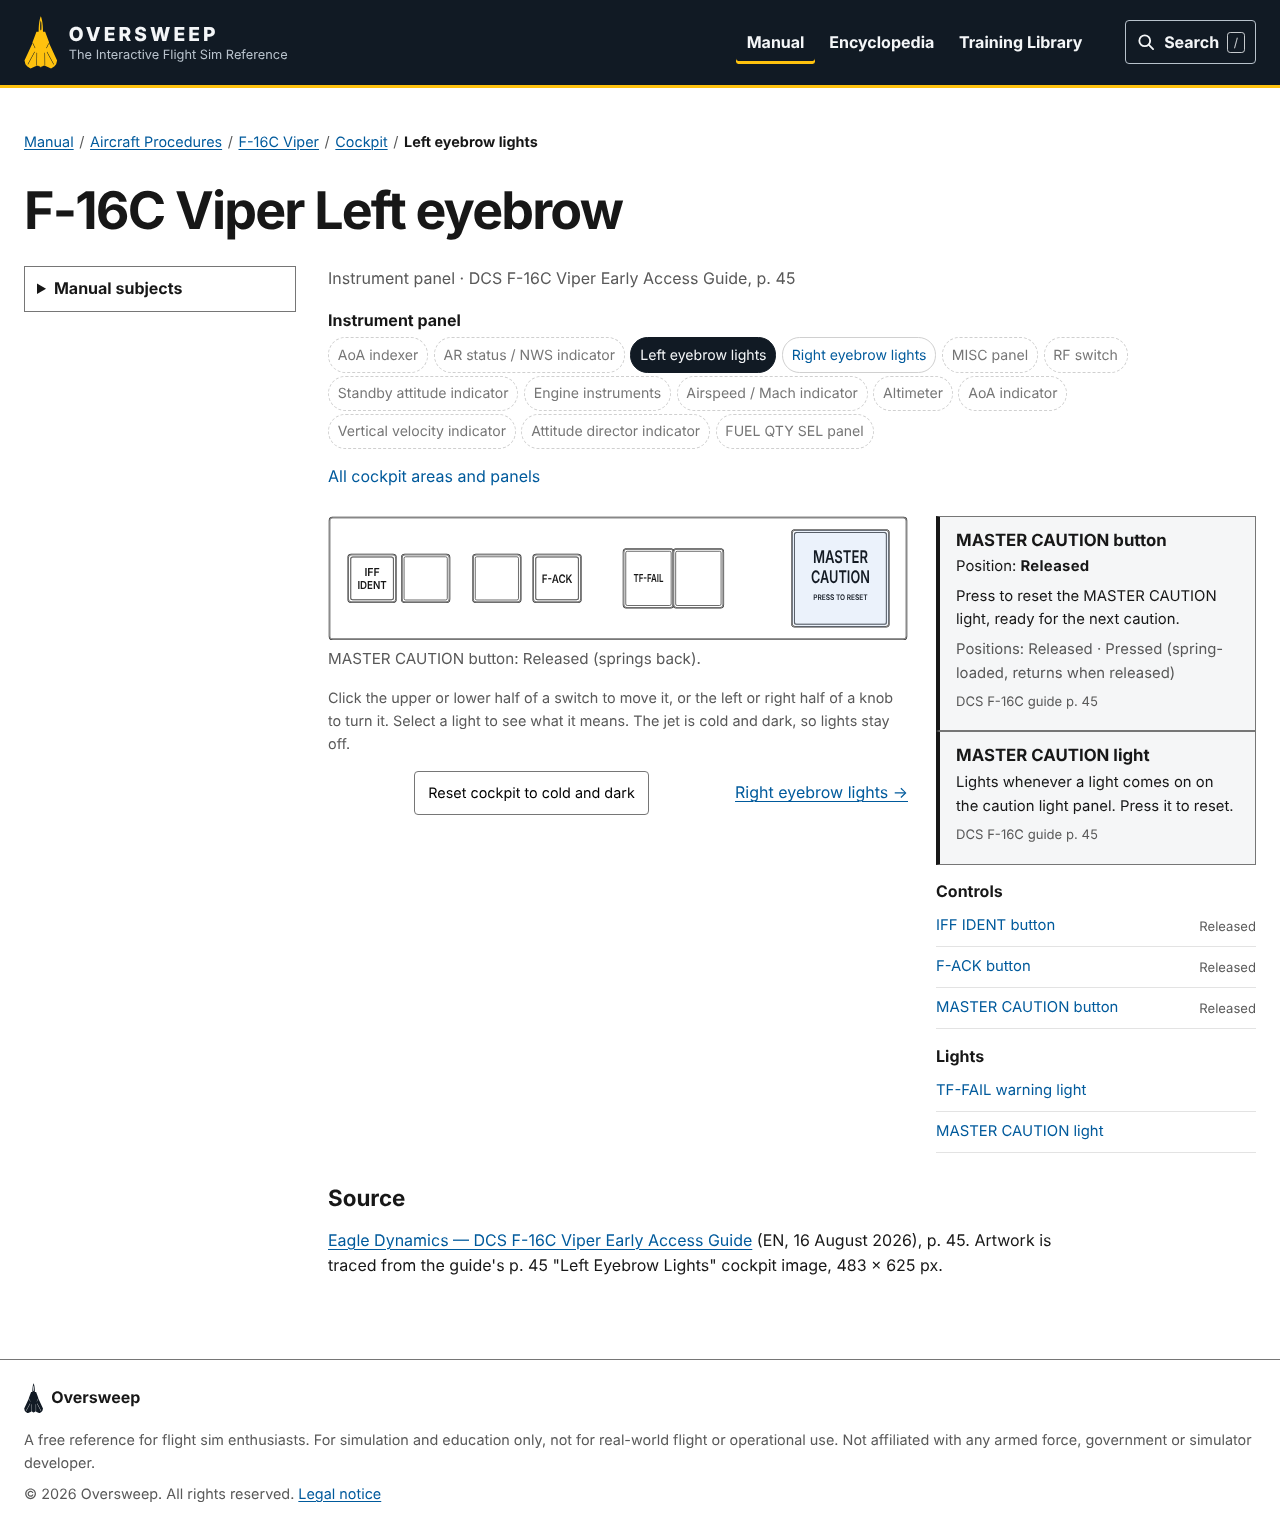 OVERSWEEP
The Interactive Flight Sim Reference
Manual
Encyclopedia
Training Library
Search /
Manual / Aircraft Procedures / F-16C Viper / Cockpit / Left eyebrow lights
F-16C Viper Left eyebrow
▶ Manual subjects
Instrument panel · DCS F-16C Viper Early Access Guide, p. 45
Instrument panel
AoA indexer
AR status / NWS indicator
Left eyebrow lights
Right eyebrow lights
MISC panel
RF switch
Standby attitude indicator
Engine instruments
Airspeed / Mach indicator
Altimeter
AoA indicator
Vertical velocity indicator
Attitude director indicator
FUEL QTY SEL panel
All cockpit areas and panels
IFF
IDENT
F-ACK
TF-FAIL
MASTER
CAUTION
PRESS TO RESET
MASTER CAUTION button: Released (springs back).
Click the upper or lower half of a switch to move it, or the left or right half of a knob
to turn it. Select a light to see what it means. The jet is cold and dark, so lights stay
off.
Reset cockpit to cold and dark
Right eyebrow lights →
MASTER CAUTION button
Position: Released
Press to reset the MASTER CAUTION
light, ready for the next caution.
Positions: Released · Pressed (spring-
loaded, returns when released)
DCS F-16C guide p. 45
MASTER CAUTION light
Lights whenever a light comes on on
the caution light panel. Press it to reset.
DCS F-16C guide p. 45
Controls
IFF IDENT button Released
F-ACK button Released
MASTER CAUTION button Released
Lights
TF-FAIL warning light
MASTER CAUTION light
Source
Eagle Dynamics — DCS F-16C Viper Early Access Guide (EN, 16 August 2026), p. 45. Artwork is
traced from the guide's p. 45 "Left Eyebrow Lights" cockpit image, 483 × 625 px.
Oversweep
A free reference for flight sim enthusiasts. For simulation and education only, not for real-world flight or operational use. Not affiliated with any armed force, government or simulator
developer.
© 2026 Oversweep. All rights reserved. Legal notice